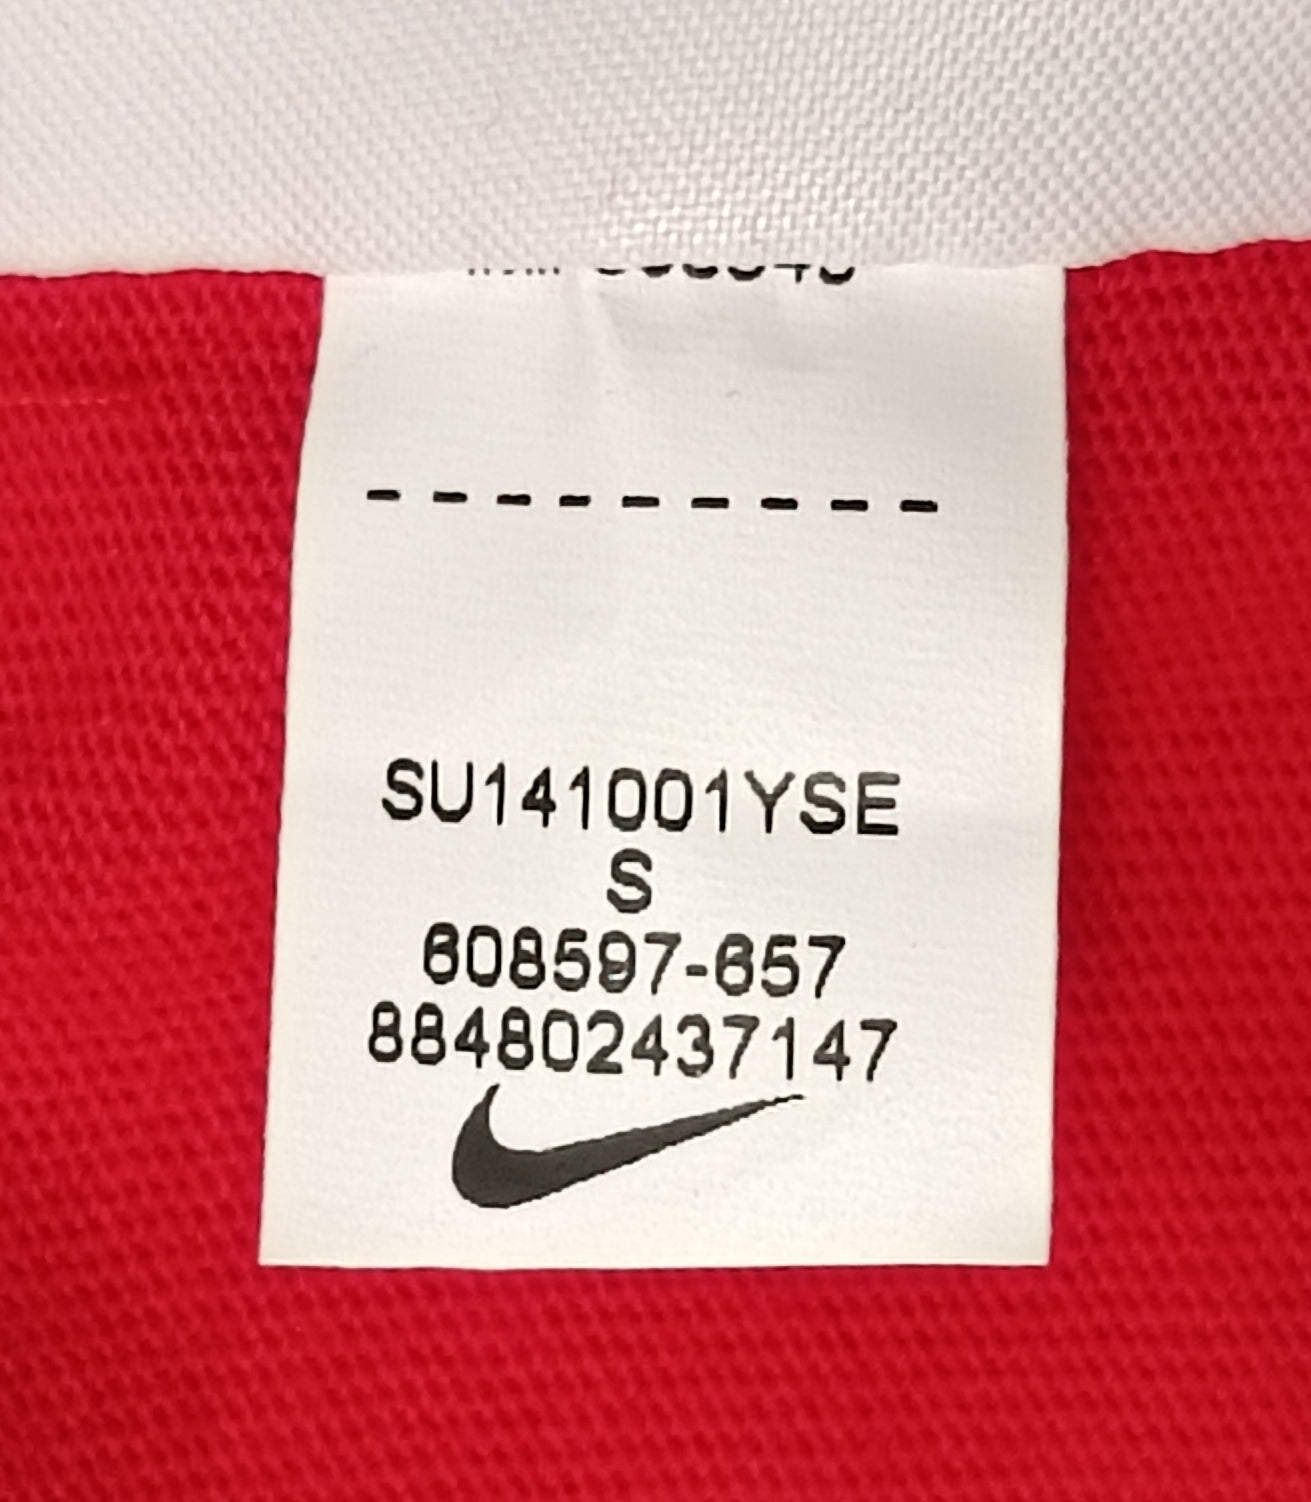 - - - - - - - - -
SU141001YSE
S
608597-657
884802437147